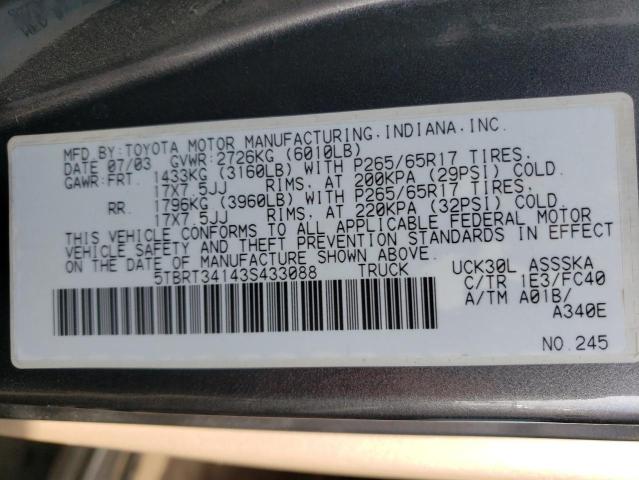 MFD.BY:TOYOTA MOTOR MANUFACTURING,INDIANA,INC.
DATE 07/03 GVWR:2726KG (6010LB)
GAWR:FRT. 1433KG (3160LB) WITH P265/65R17 TIRES,
17X7.5JJ RIMS, AT 200KPA (29PSI) COLD.
RR. 1796KG (3960LB) WITH P265/65R17 TIRES,
17X7.5JJ RIMS, AT 220KPA (32PSI) COLD.
THIS VEHICLE CONFORMS TO ALL APPLICABLE FEDERAL MOTOR
VEHICLE SAFETY AND THEFT PREVENTION STANDARDS IN EFFECT
ON THE DATE OF MANUFACTURE SHOWN ABOVE.
5TBRT34143S433088 TRUCK UCK30L ASSSKA
C/TR 1E3/FC40
A/TM A01B/
A340E
NO.245